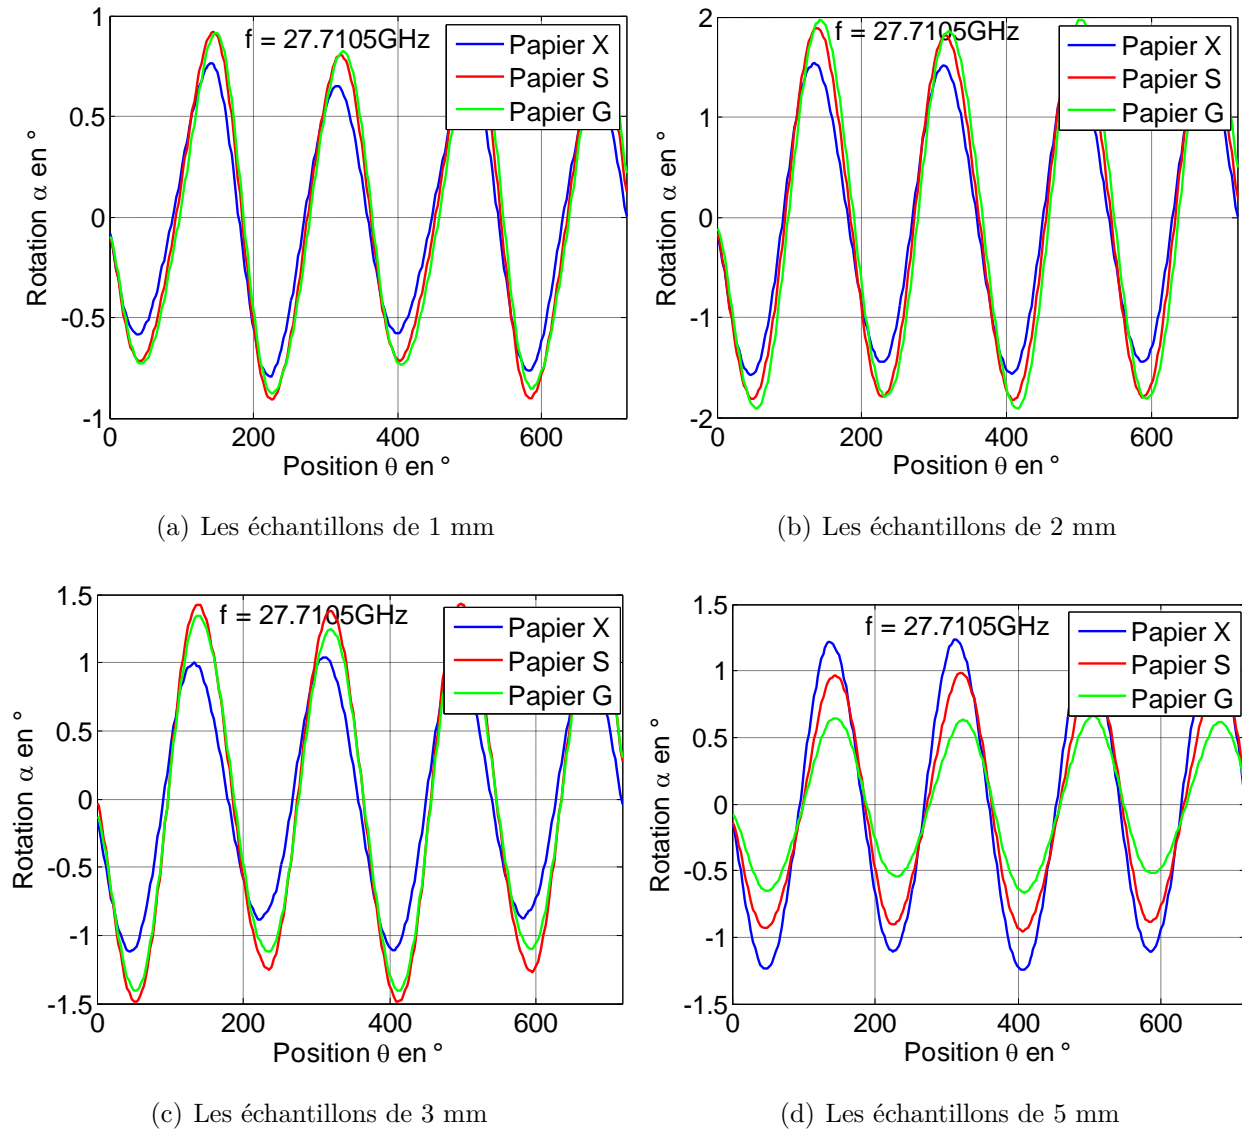 f = 27.7105GHz
Papier X
Papier S
Papier G
Rotation α en °
1
0.5
0
-0.5
-1
0 200 400 600
Position θ en °
(a) Les échantillons de 1 mm
f = 27.7105GHz
Papier X
Papier S
Papier G
Rotation α en °
2
1
0
-1
-2
0 200 400 600
Position θ en °
(b) Les échantillons de 2 mm
f = 27.7105GHz
Papier X
Papier S
Papier G
Rotation α en °
1.5
1
0.5
0
-0.5
-1
-1.5
0 200 400 600
Position θ en °
(c) Les échantillons de 3 mm
f = 27.7105GHz
Papier X
Papier S
Papier G
Rotation α en °
1.5
1
0.5
0
-0.5
-1
-1.5
0 200 400 600
Position θ en °
(d) Les échantillons de 5 mm